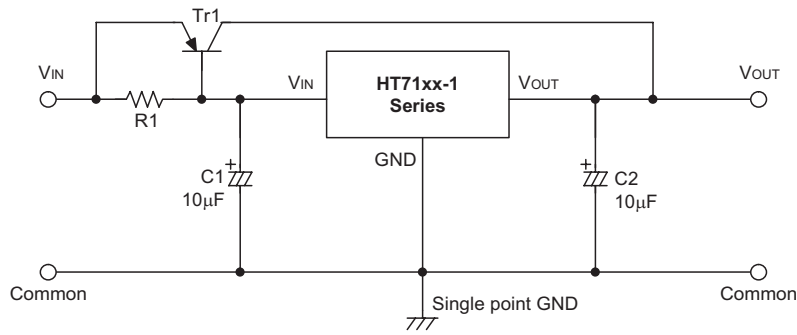 Tr1
VIN
VIN
HT71xx-1
Series
VOUT
VOUT
R1
GND
C1
10μF
C2
10μF
Common
Single point GND
Common